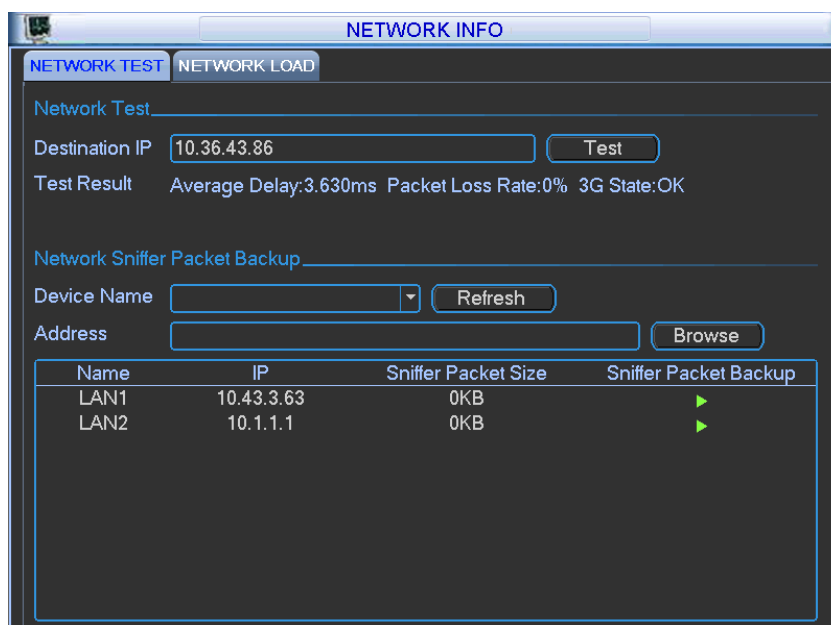 NETWORK INFO
NETWORK TEST NETWORK LOAD
Network Test
Destination IP 10.36.43.86 Test
Test Result Average Delay:3.630ms Packet Loss Rate:0% 3G State:OK
Network Sniffer Packet Backup
Device Name Refresh
Address Browse
Name IP Sniffer Packet Size Sniffer Packet Backup
LAN1 10.43.3.63 0KB
LAN2 10.1.1.1 0KB